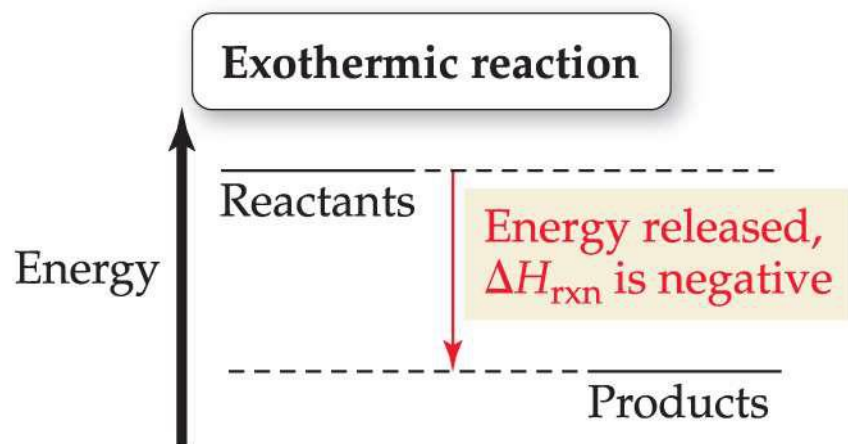 Exothermic reaction
Reactants
Energy released,
ΔHrxn is negative
Energy
Products